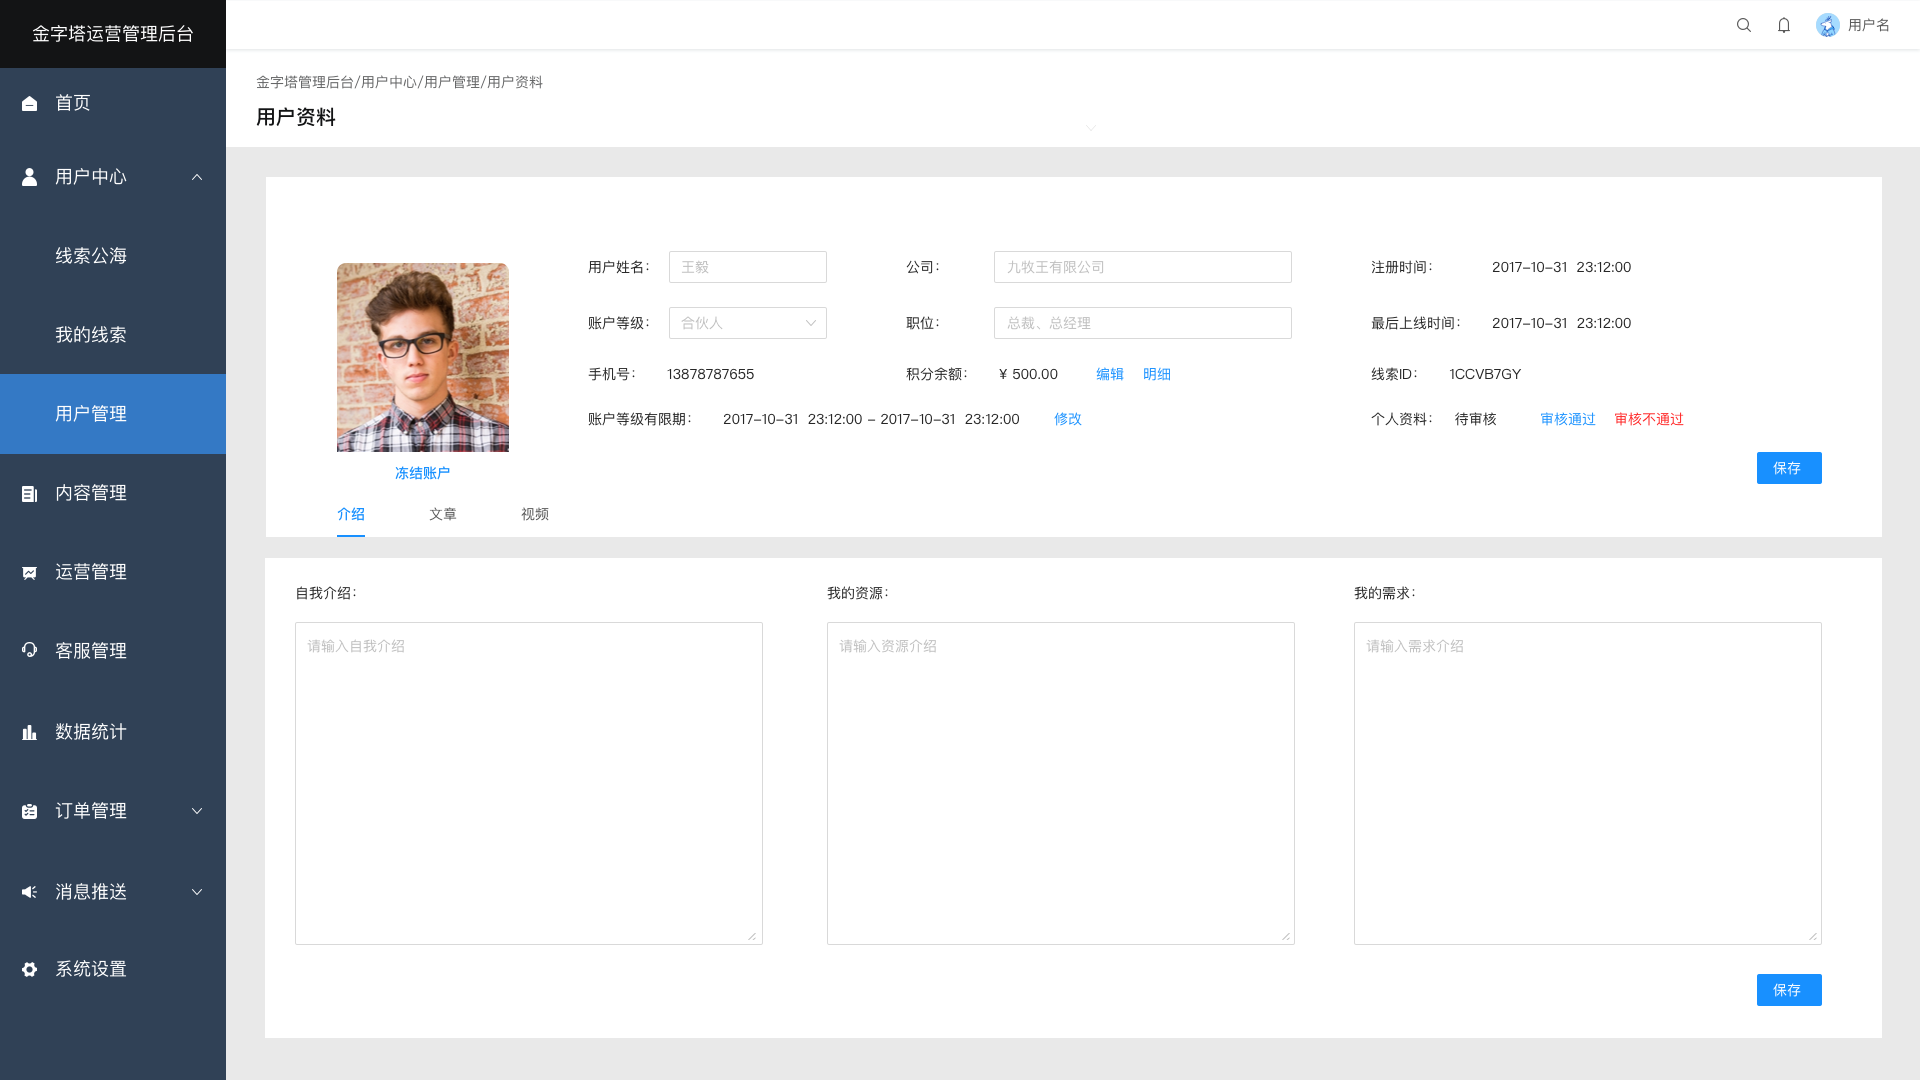 金字塔运营管理后台
用户名
首页
用户中心
线索公海
我的线索
用户管理
内容管理
运营管理
客服管理
数据统计
订单管理
消息推送
系统设置
金字塔管理后台/用户中心/用户管理/用户资料
用户资料
用户姓名： 王毅 公司： 九牧王有限公司 注册时间： 2017-10-31 23:12:00
账户等级： 合伙人 职位： 总裁、总经理 最后上线时间： 2017-10-31 23:12:00
手机号： 13878787655 积分余额： ¥ 500.00 编辑 明细 线索ID： 1CCVB7GY
账户等级有限期： 2017-10-31 23:12:00 - 2017-10-31 23:12:00 修改 个人资料： 待审核 审核通过 审核不通过
冻结账户
保存
介绍 文章 视频
自我介绍： 我的资源： 我的需求：
请输入自我介绍 请输入资源介绍 请输入需求介绍
保存